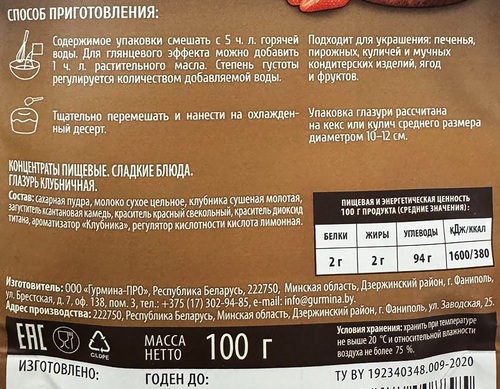 СПОСОБ ПРИГОТОВЛЕНИЯ:
Содержимое упаковки смешать с 5 ч. л. горячей
воды. Для глянцевого эффекта можно добавить
1 ч. л. растительного масла. Степень густоты
регулируется количеством добавляемой воды.
Подходит для украшения: печенья,
пирожных, куличей и мучных
кондитерских изделий, ягод
и фруктов.
Тщательно перемешать и нанести на охлажден-
ный десерт.
Упаковка глазури рассчитана
на кекс или кулич среднего размера
диаметром 10–12 см.
КОНЦЕНТРАТЫ ПИЩЕВЫЕ. СЛАДКИЕ БЛЮДА.
ГЛАЗУРЬ КЛУБНИЧНАЯ.
Состав: сахарная пудра, молоко сухое цельное, клубника сушеная молотая,
загуститель ксантановая камедь, краситель красный свекольный, краситель диоксид
титана, ароматизатор «Клубника», регулятор кислотности кислота лимонная.
ПИЩЕВАЯ И ЭНЕРГЕТИЧЕСКАЯ ЦЕННОСТЬ
100 Г ПРОДУКТА (СРЕДНИЕ ЗНАЧЕНИЯ):
БЕЛКИ ЖИРЫ УГЛЕВОДЫ кДж/ккал
2 г 2 г 94 г 1600/380
Изготовитель: ООО «Гурмина-ПРО», Республика Беларусь, 222750, Минская область, Дзержинский район, г. Фаниполь,
ул. Брестская, д. 7, оф. 138, пом. 3, тел.: +375 (17) 302-94-85, e-mail: info@gurmina.by.
Адрес производства: 222750, Республика Беларусь, Минская область, Дзержинский район, г. Фаниполь, ул. Заводская, 25.
EAC
C/LDPE
МАССА
НЕТТО
100 г
Условия хранения: хранить при температуре
не выше 20 °С и относительной влажности
воздуха не более 75 %.
ИЗГОТОВЛЕНО:
ГОДЕН ДО:
ТУ BY 192340348.009-2020